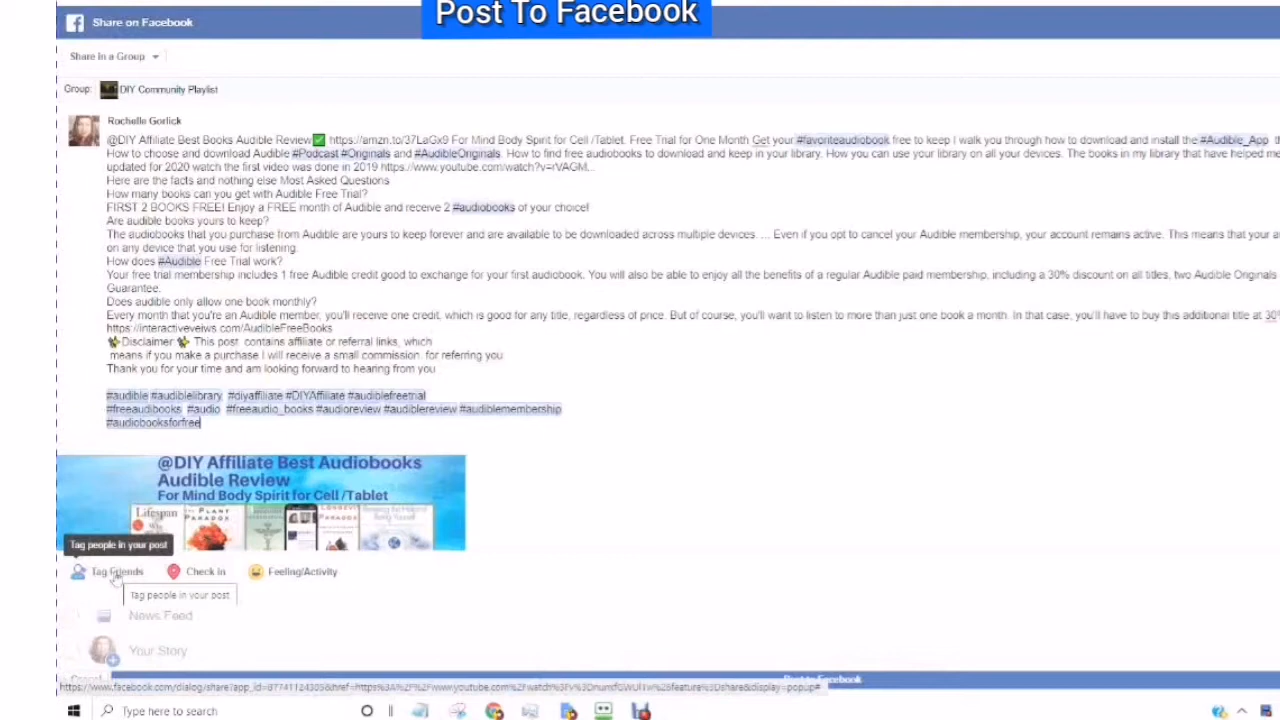 Post To Facebook
Share on Facebook
Share in a Group
Group: DIY Community Playlist
Rochelle Gorlick
@DIY Affiliate Best Books Audible Review✅ https://amzn.to/37LaGx9 For Mind Body Spirit for Cell /Tablet. Free Trial for One Month Get your #favoriteaudiobook free to keep I walk you through how to download and install the #Audible_App
How to choose and download Audible #Podcast #Originals and #AudibleOriginals. How to find free audiobooks to download and keep in your library. How you can use your library on all your devices. The books in my library that have helped me
updated for 2020 watch the first video was done in 2019 https://www.youtube.com/watch?v=rVAGM...
Here are the facts and nothing else Most Asked Questions
How many books can you get with Audible Free Trial?
FIRST 2 BOOKS FREE! Enjoy a FREE month of Audible and receive 2 #audiobooks of your choice!
Are audible books yours to keep?
The audiobooks that you purchase from Audible are yours to keep forever and are available to be downloaded across multiple devices. ... Even if you opt to cancel your Audible membership, your account remains active. This means that your
on any device that you use for listening.
How does #Audible Free Trial work?
Your free trial membership includes 1 free Audible credit good to exchange for your first audiobook. You will also be able to enjoy all the benefits of a regular Audible paid membership, including a 30% discount on all titles, two Audible Originals
Guarantee.
Does audible only allow one book monthly?
Every month that you're an Audible member, you'll receive one credit, which is good for any title, regardless of price. But of course, you'll want to listen to more than just one book a month. In that case, you'll have to buy this additional title at 30%
https://interactiveveiws.com/AudibleFreeBooks
Disclaimer This post contains affiliate or referral links, which
means if you make a purchase I will receive a small commission. for referring you
Thank you for your time and am looking forward to hearing from you
#audible #audiblelibrary #diyaffiliate #DIYAffiliate #audiblefreetrial
#freeaudibooks #audio #freeaudio_books #audioreview #audiblereview #audiblemembership
#audiobooksforfree
@DIY Affiliate Best Audiobooks
Audible Review
For Mind Body Spirit for Cell /Tablet
Lifespan
PLANT
PARADOX
PARADOX
Tag people in your post
Tag Friends Check in Feeling/Activity
Tag people in your post
News Feed
Your Story
Post to Facebook
Type here to search